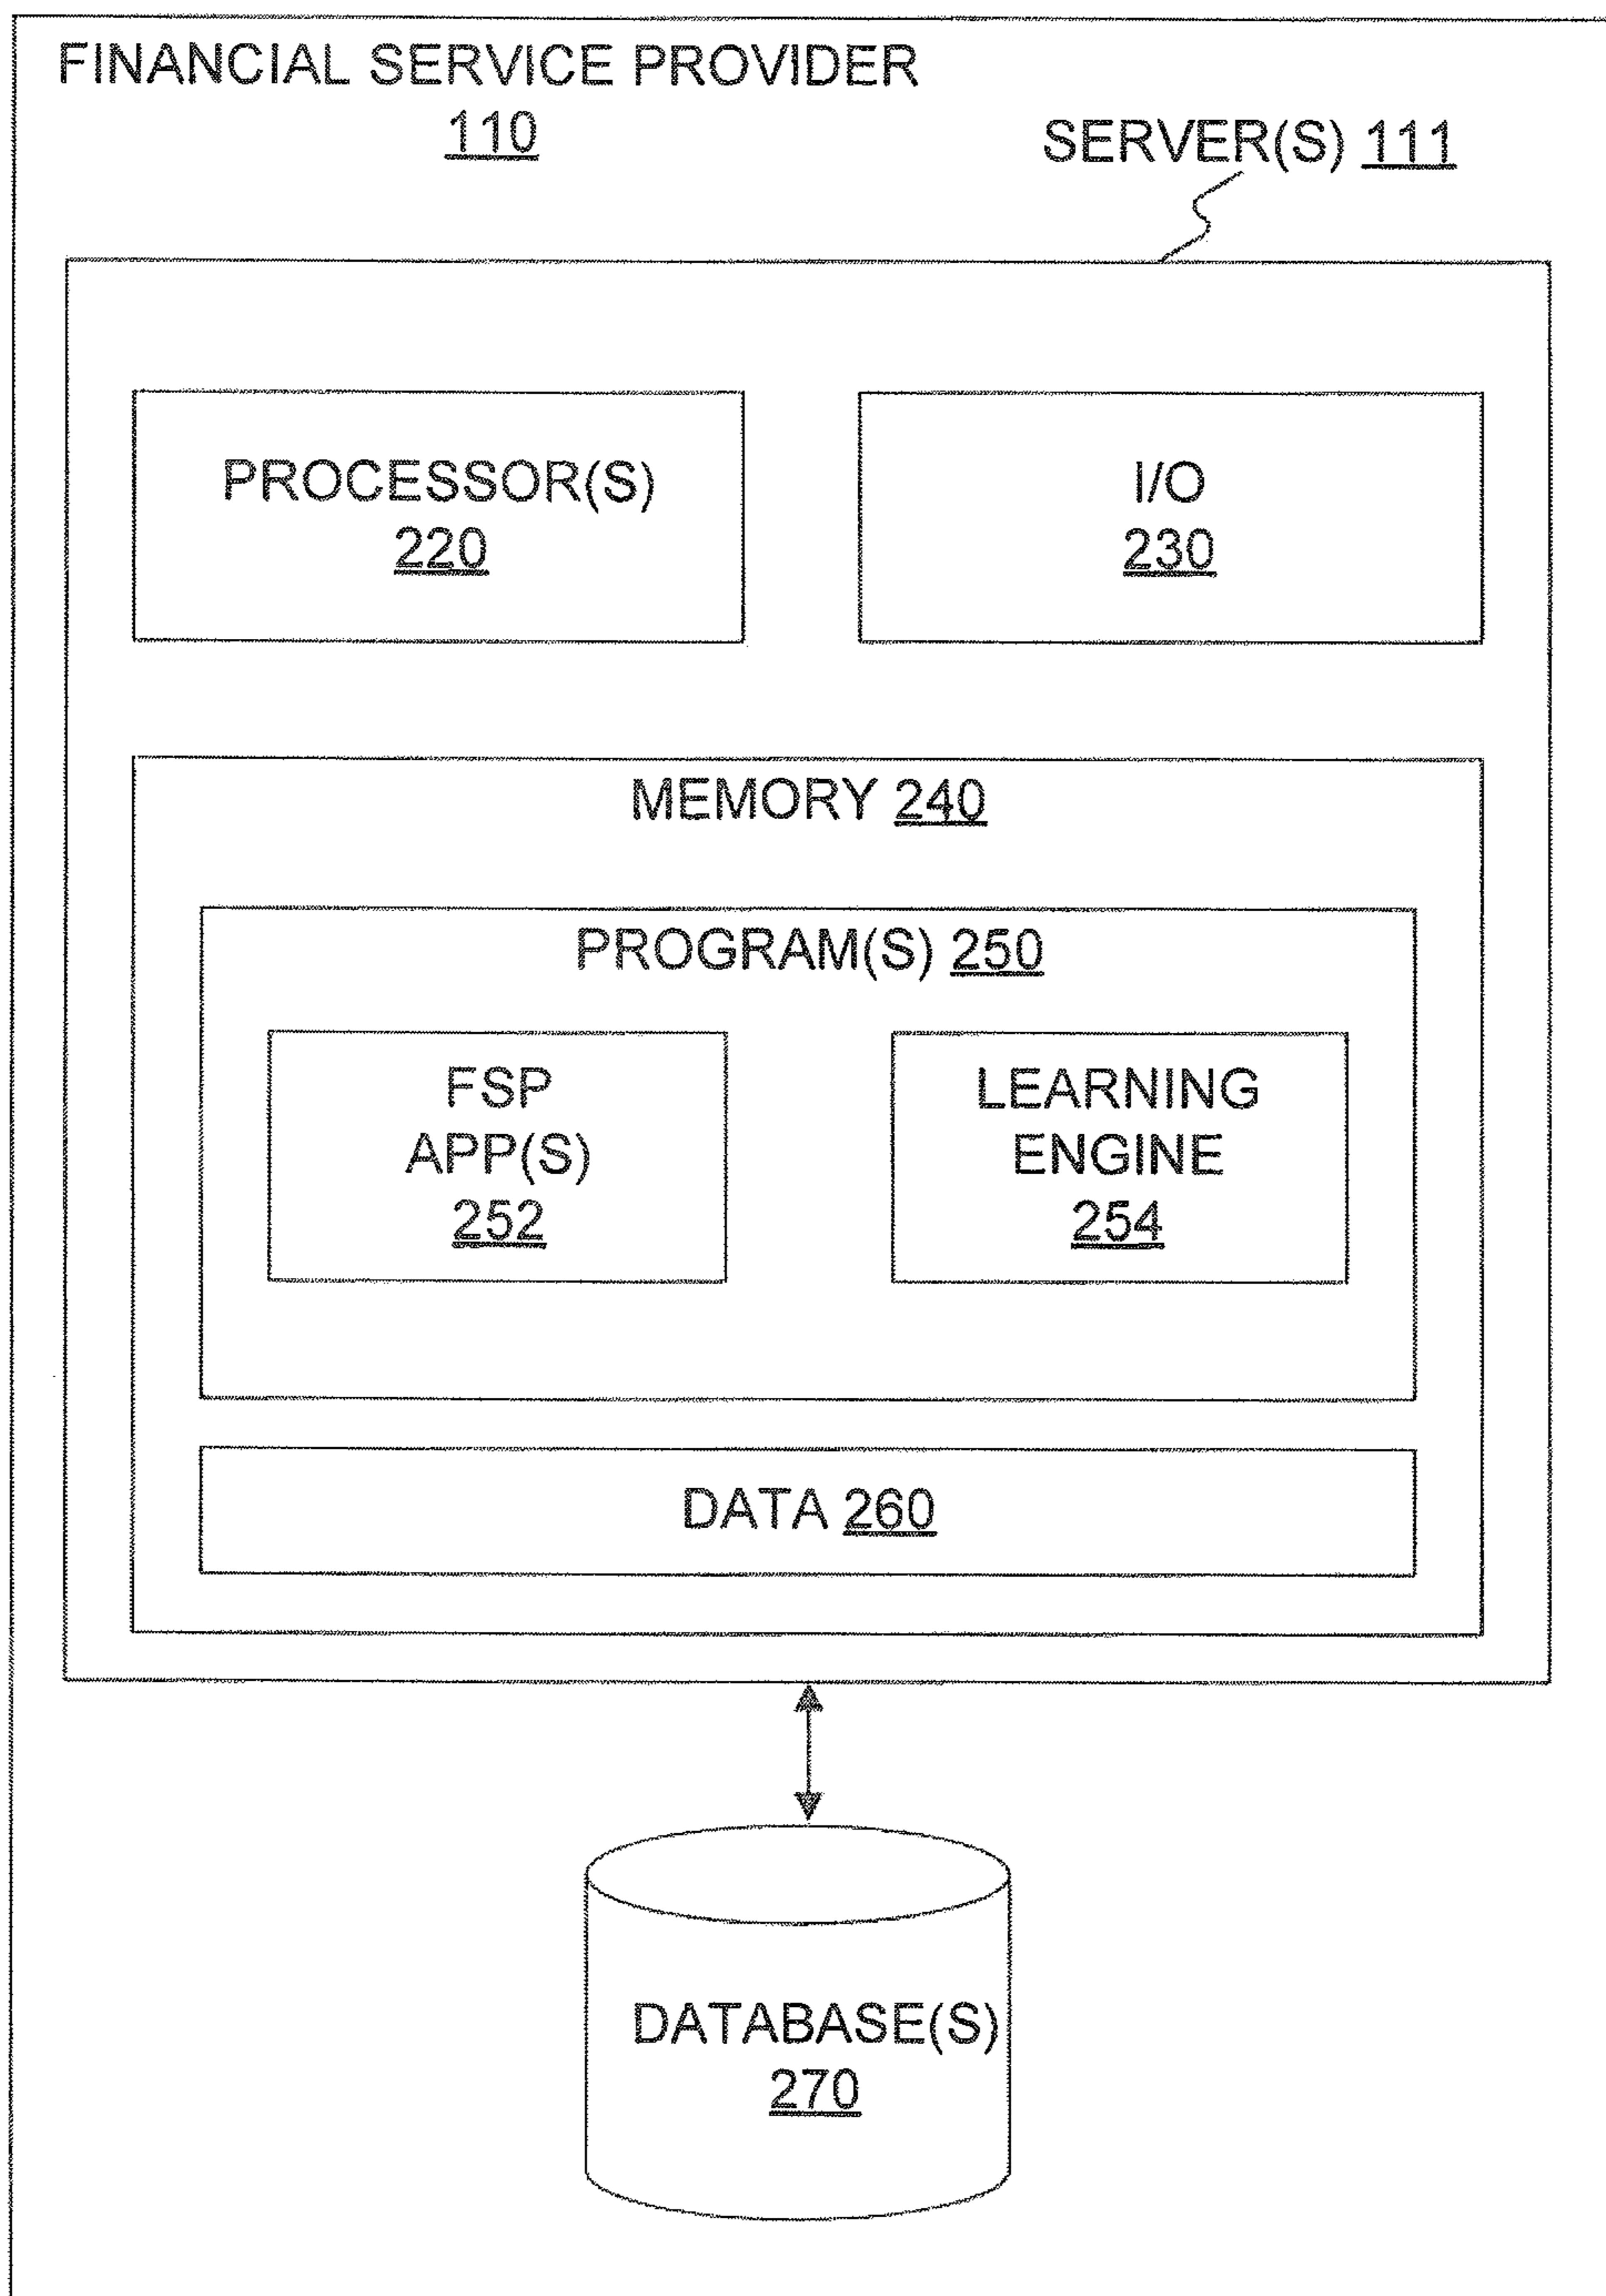 FINANCIAL SERVICE PROVIDER
110
SERVER(S) 111
PROCESSOR(S)
220
I/O
230
MEMORY 240
PROGRAM(S) 250
FSP
APP(S)
252
LEARNING
ENGINE
254
DATA 260
DATABASE(S)
270